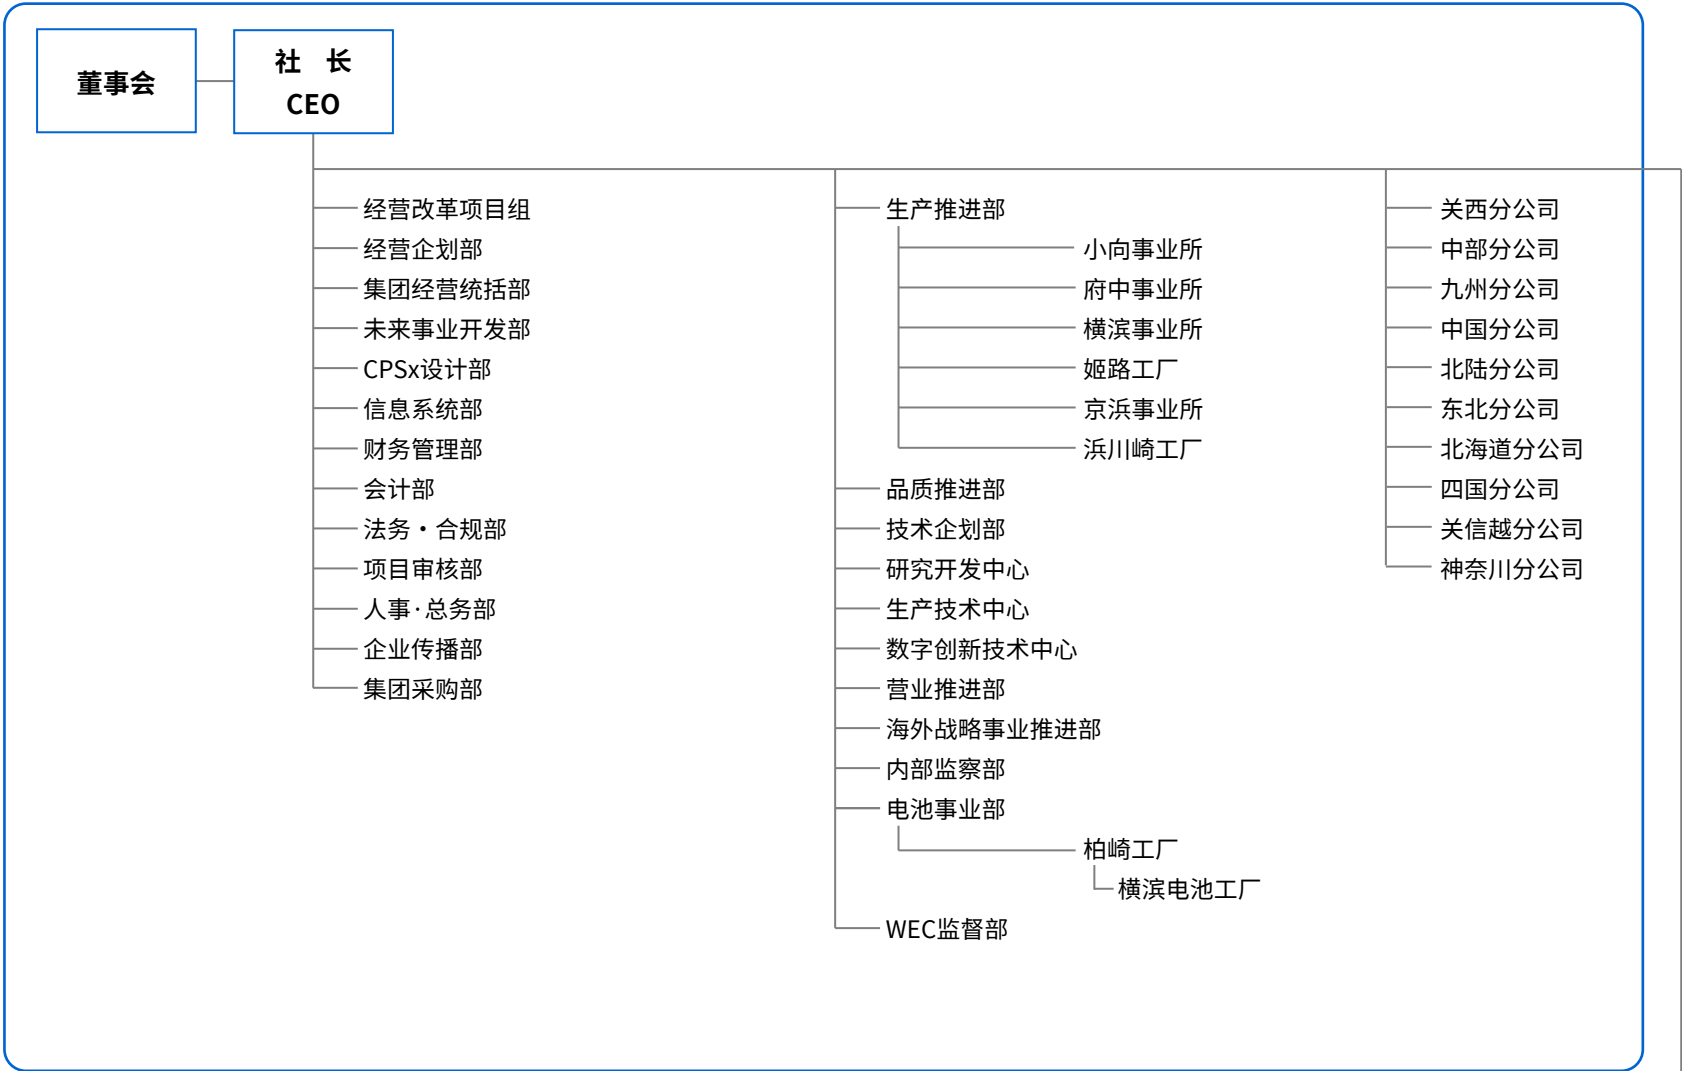 董事会
社　长
CEO
经营改革项目组
经营企划部
集团经营统括部
未来事业开发部
CPSx设计部
信息系统部
财务管理部
会计部
法务・合规部
项目审核部
人事·总务部
企业传播部
集团采购部
生产推进部
小向事业所
府中事业所
横滨事业所
姬路工厂
京浜事业所
浜川崎工厂
品质推进部
技术企划部
研究开发中心
生产技术中心
数字创新技术中心
营业推进部
海外战略事业推进部
内部监察部
电池事业部
柏崎工厂
横滨电池工厂
WEC监督部
关西分公司
中部分公司
九州分公司
中国分公司
北陆分公司
东北分公司
北海道分公司
四国分公司
关信越分公司
神奈川分公司